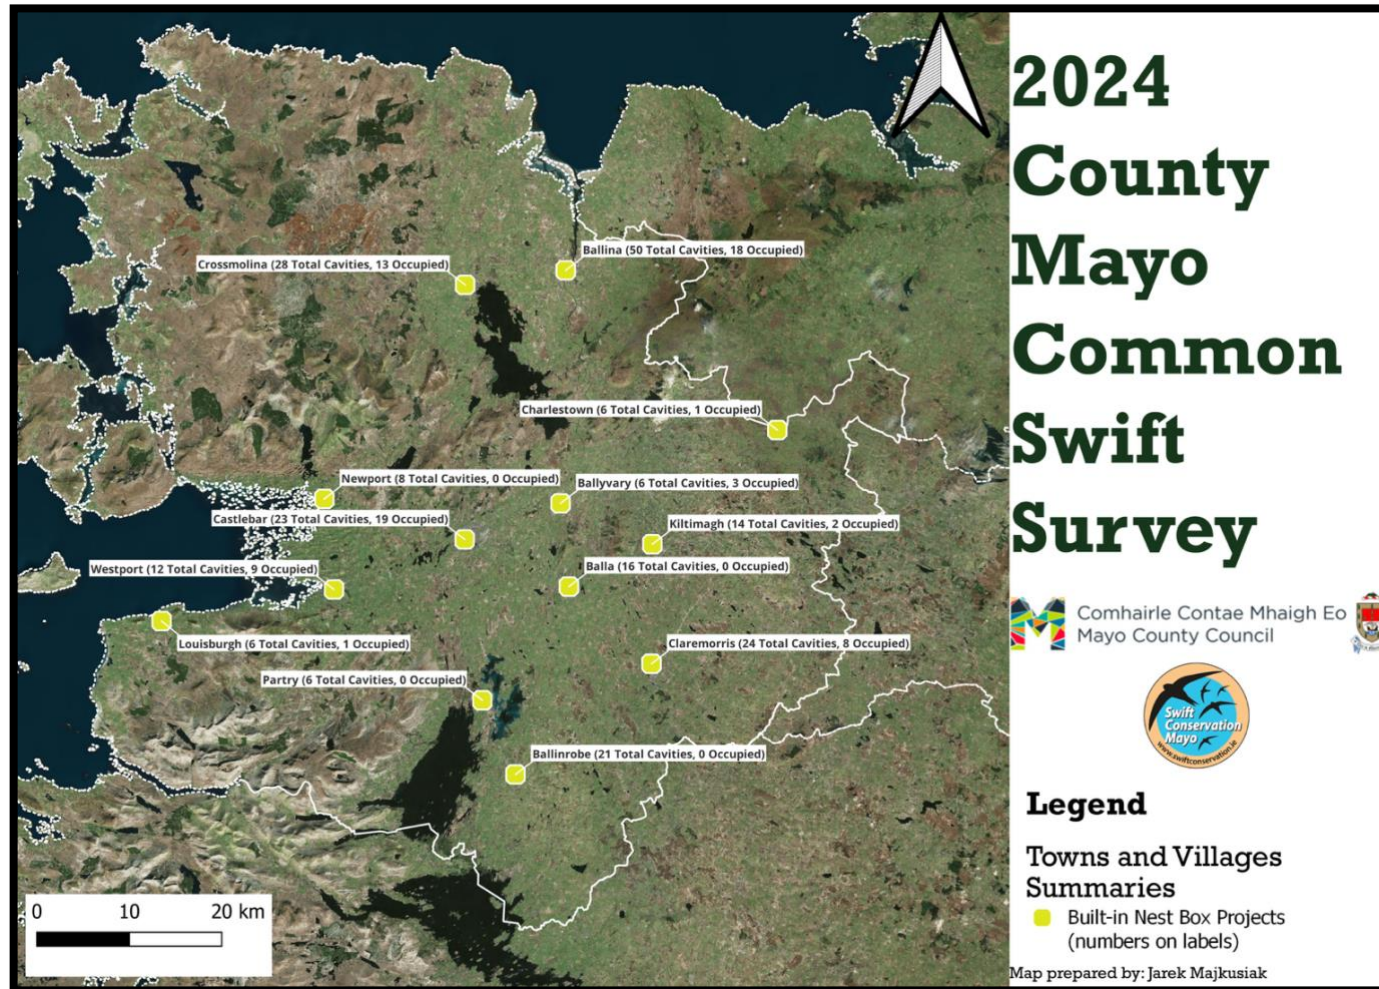 2024
County
Mayo
Common
Swift
Survey
Ballina (50 Total Cavities, 18 Occupied)
Crossmolina (28 Total Cavities, 13 Occupied)
Charlestown (6 Total Cavities, 1 Occupied)
Newport (8 Total Cavities, 0 Occupied)
Ballyvary (6 Total Cavities, 3 Occupied)
Castlebar (23 Total Cavities, 19 Occupied)
Kiltimagh (14 Total Cavities, 2 Occupied)
Westport (12 Total Cavities, 9 Occupied)
Balla (16 Total Cavities, 0 Occupied)
Louisburgh (6 Total Cavities, 1 Occupied)
Claremorris (24 Total Cavities, 8 Occupied)
Partry (6 Total Cavities, 0 Occupied)
Ballinrobe (21 Total Cavities, 0 Occupied)
0 10 20 km
Comhairle Contae Mhaigh Eo
Mayo County Council
Swift
Conservation
Mayo
www.swiftconservation.ie
Legend
Towns and Villages
Summaries
Built-in Nest Box Projects
(numbers on labels)
Map prepared by: Jarek Majkusiak